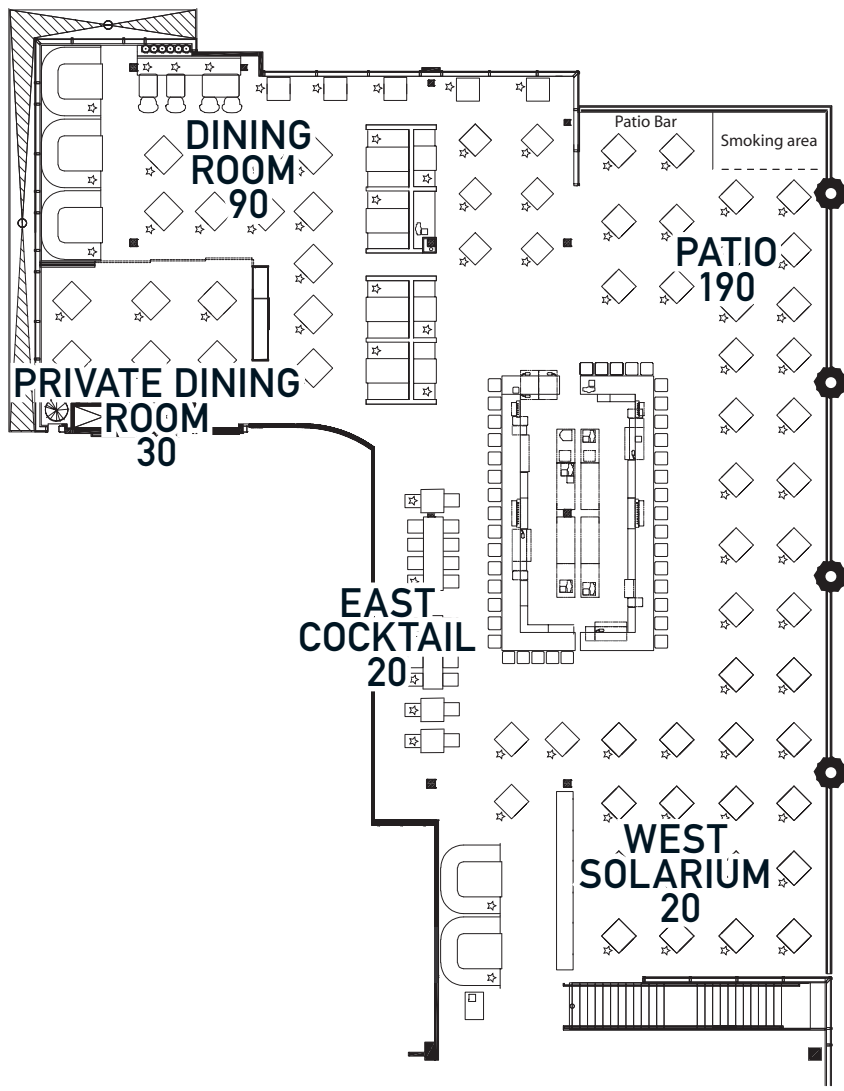 Patio Bar
Smoking area
DINING
ROOM
90
PATIO
190
PRIVATE DINING
ROOM
30
EAST
COCKTAIL
20
WEST
SOLARIUM
20